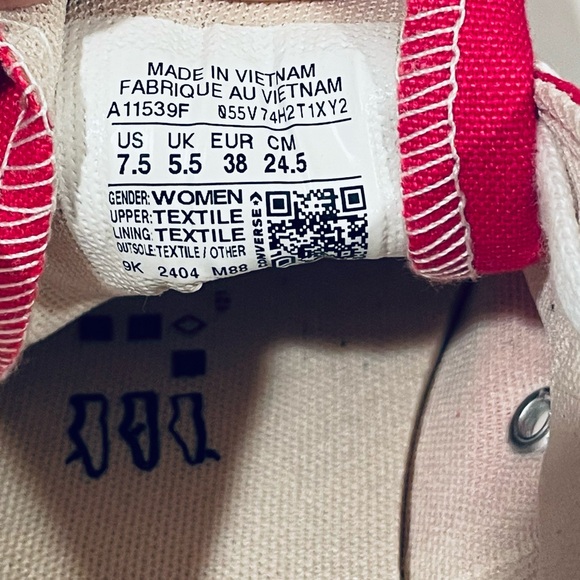 MADE IN VIETNAM
FABRIQUE AU VIETNAM
A11539F 055V74H2T1XY2
US UK EUR CM
7.5 5.5 38 24.5
GENDER: WOMEN
UPPER: TEXTILE
LINING: TEXTILE
OUTSOLE: TEXTILE / OTHER
9K 2404 M88
CONVERSE